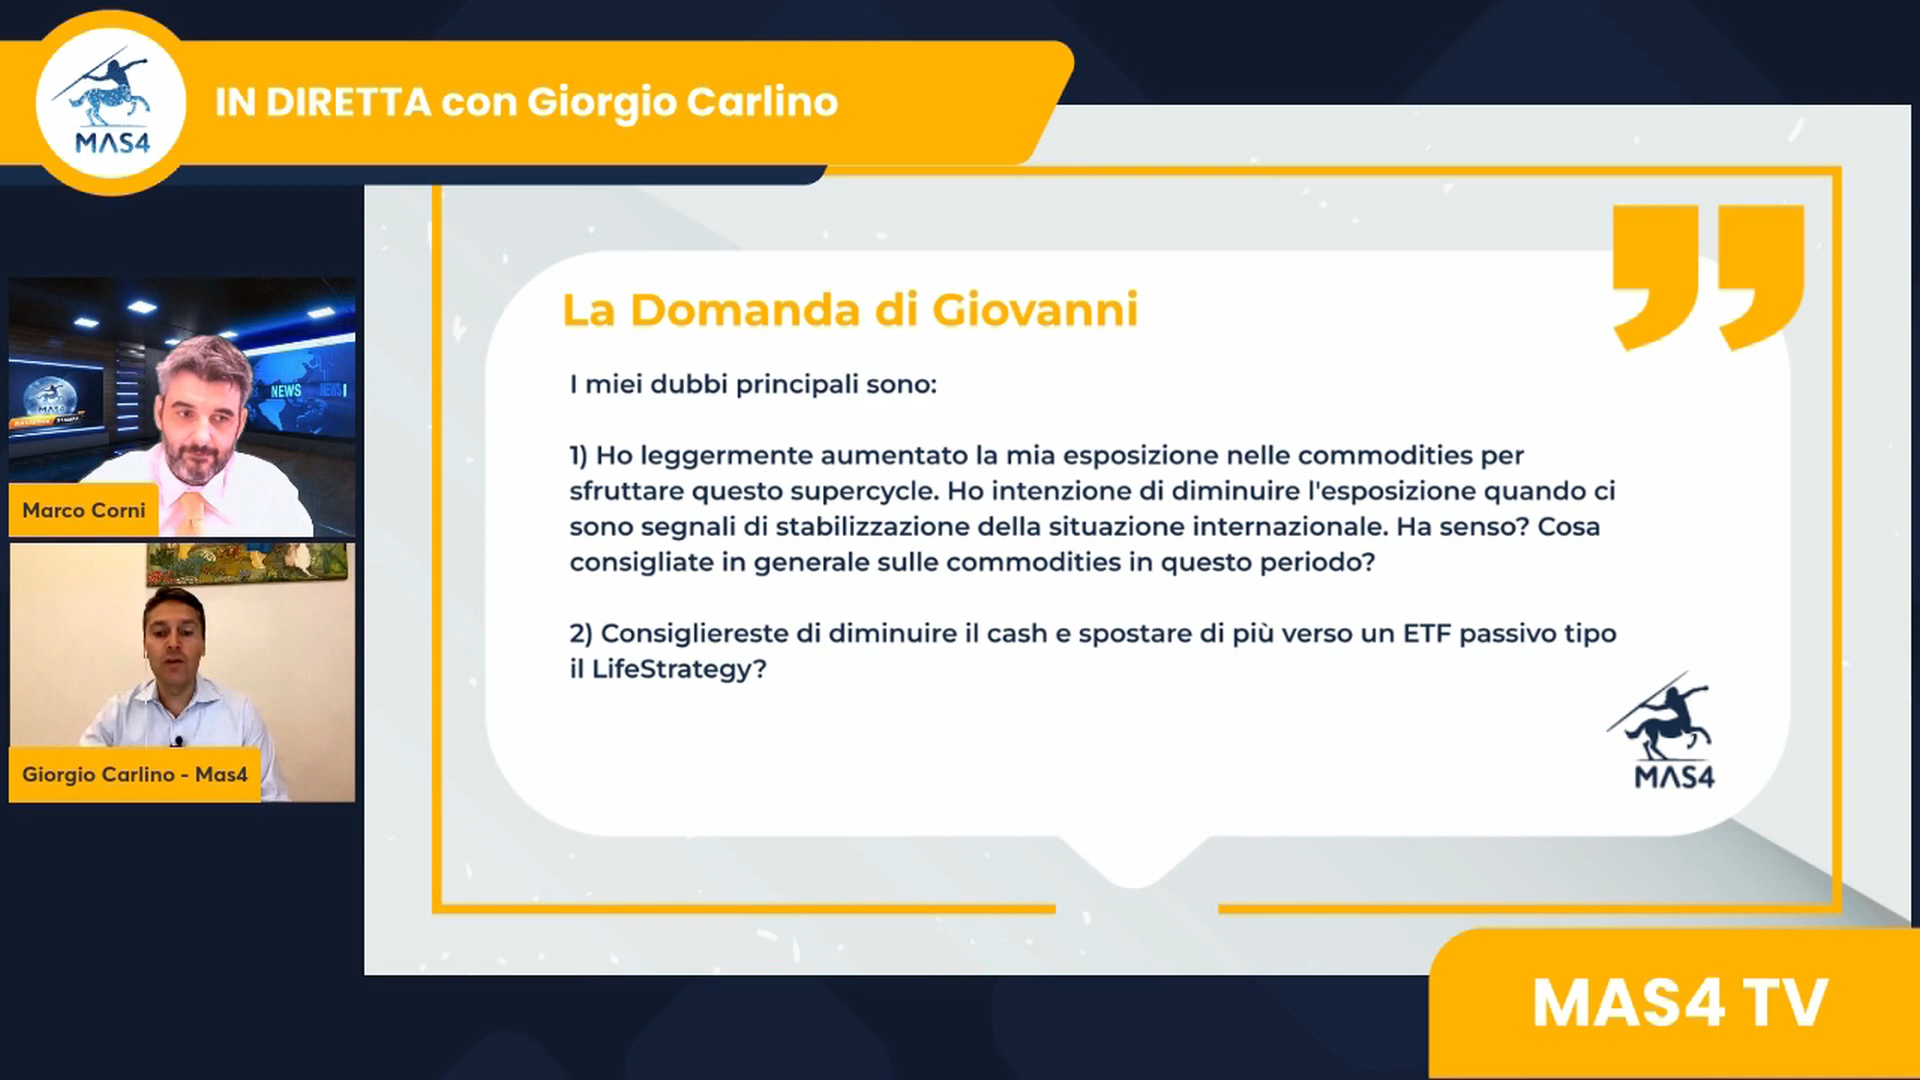 IN DIRETTA con Giorgio Carlino
MAS4
La Domanda di Giovanni
I miei dubbi principali sono:
1) Ho leggermente aumentato la mia esposizione nelle commodities per
sfruttare questo supercycle. Ho intenzione di diminuire l'esposizione quando ci
sono segnali di stabilizzazione della situazione internazionale. Ha senso? Cosa
consigliate in generale sulle commodities in questo periodo?
2) Consigliereste di diminuire il cash e spostare di più verso un ETF passivo tipo
il LifeStrategy?
MAS4
NEWS
NEWS
MAS4
Marco Corni
Giorgio Carlino - Mas4
MAS4 TV